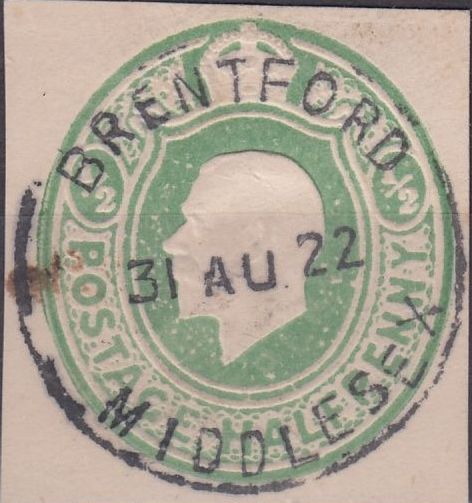 BRENTFORD
31 AU 22
MIDDLESEX
½ ½
POSTAGE HALFPENNY